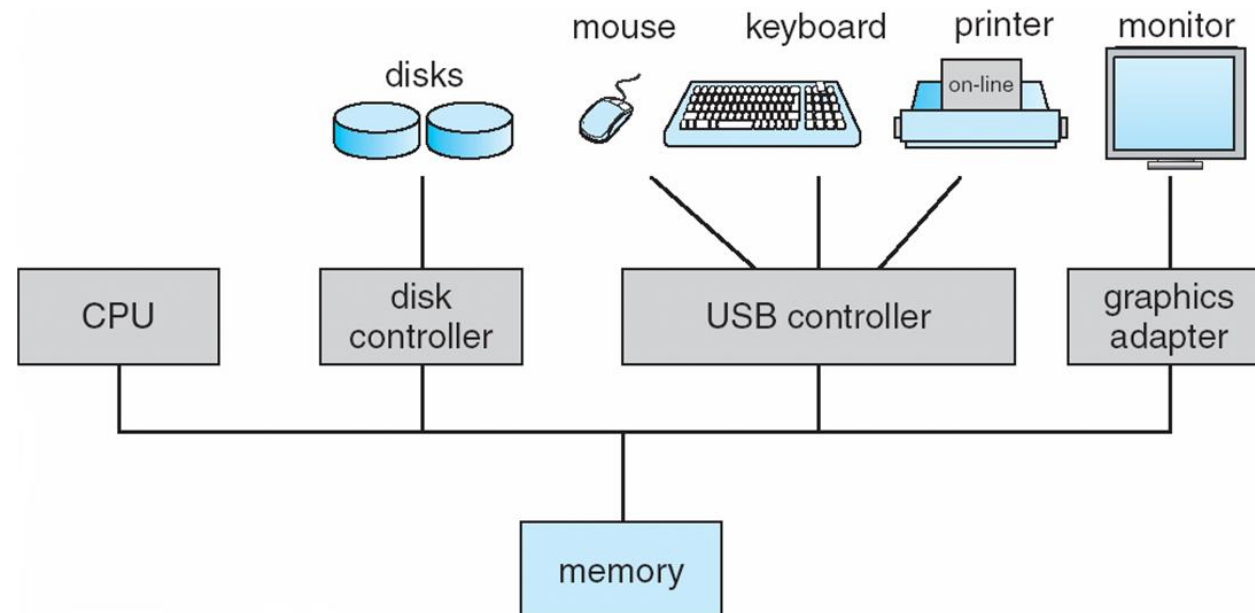 mouse
keyboard
printer
monitor
disks
on-line
CPU
disk
controller
USB controller
graphics
adapter
memory